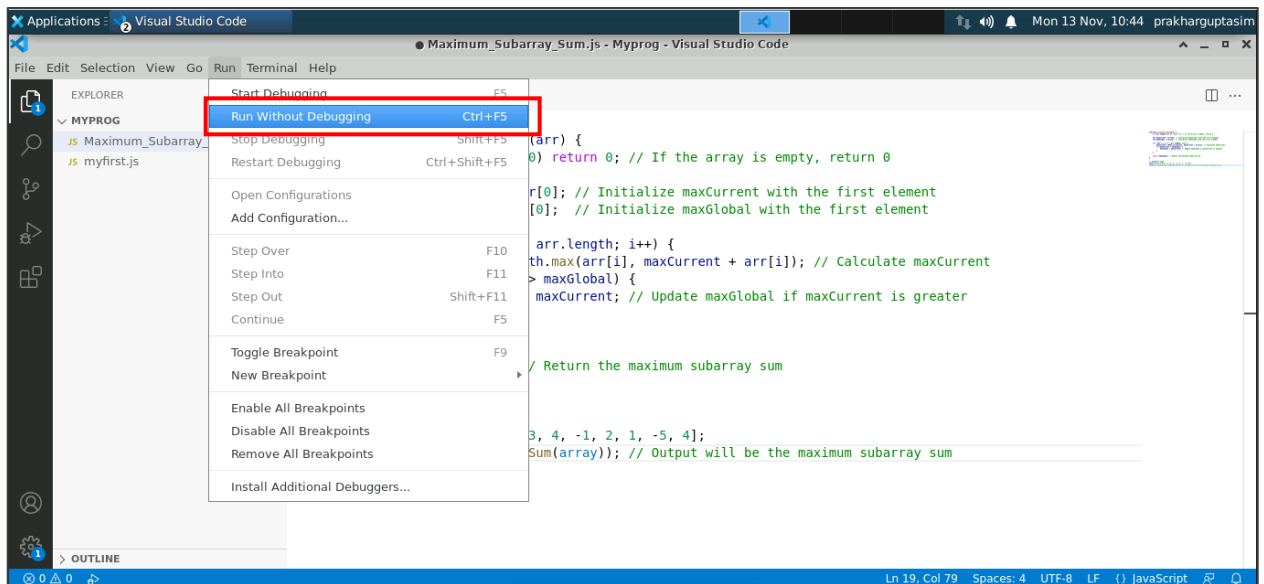 Applications
2
Visual Studio Code
Mon 13 Nov, 10:44 prakharguptasim
● Maximum_Subarray_Sum.js - Myprog - Visual Studio Code
File Edit Selection View Go Run Terminal Help
EXPLORER
MYPROG
JS Maximum_Subarray_
JS myfirst.js
1
1
OUTLINE
Start Debugging F5
Run Without Debugging Ctrl+F5
Stop Debugging Shift+F5
Restart Debugging Ctrl+Shift+F5
Open Configurations
Add Configuration...
Step Over F10
Step Into F11
Step Out Shift+F11
Continue F5
Toggle Breakpoint F9
New Breakpoint
Enable All Breakpoints
Disable All Breakpoints
Remove All Breakpoints
Install Additional Debuggers...
(arr) {
0) return 0; // If the array is empty, return 0
r[0]; // Initialize maxCurrent with the first element
[0]; // Initialize maxGlobal with the first element
arr.length; i++) {
th.max(arr[i], maxCurrent + arr[i]); // Calculate maxCurrent
> maxGlobal) {
maxCurrent; // Update maxGlobal if maxCurrent is greater
/ Return the maximum subarray sum
3, 4, -1, 2, 1, -5, 4];
Sum(array)); // Output will be the maximum subarray sum
0 0 Ln 19, Col 79 Spaces: 4 UTF-8 LF {} JavaScript